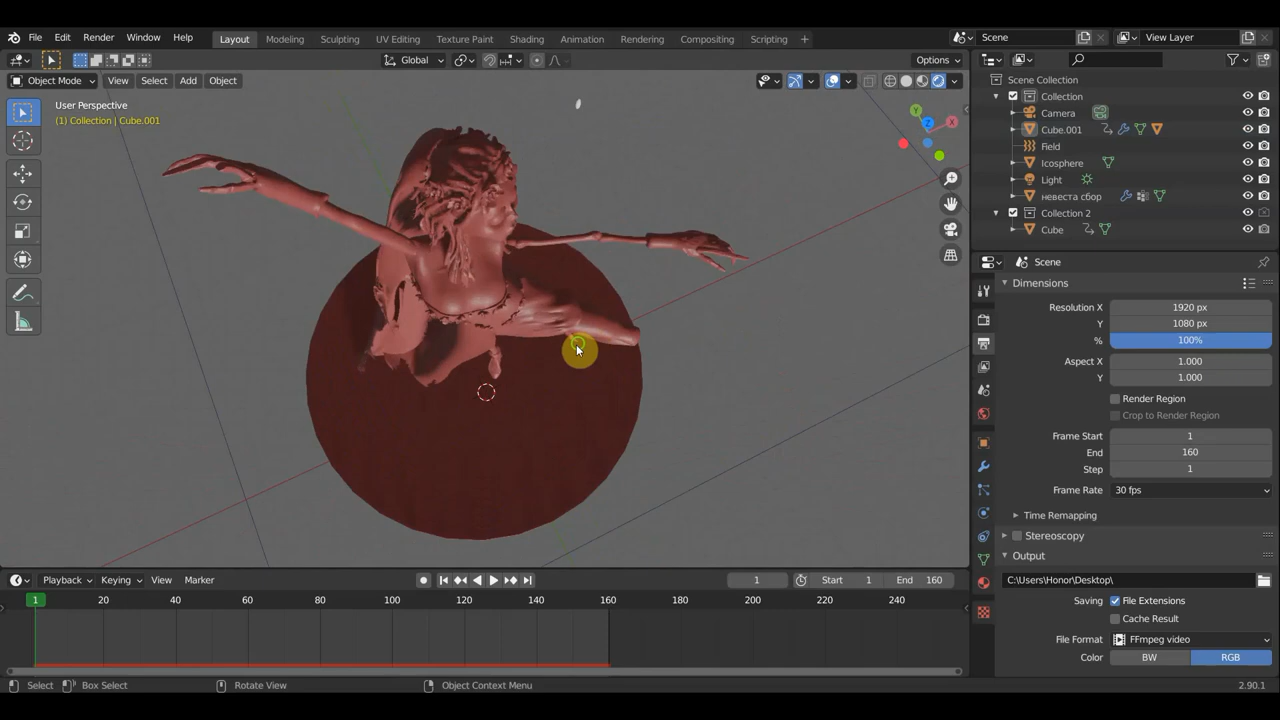 File Edit Render Window Help Layout Modeling Sculpting UV Editing Texture Paint Shading Animation Rendering Compositing Scripting + Scene View Layer
Global Options
Object Mode View Select Add Object
User Perspective
(1) Collection | Cube.001
Y
Z
X
Scene Collection
Collection
Camera
Cube.001
Field
Icosphere
Light
невеста сбор
Collection 2
Cube
Scene
Dimensions
Resolution X 1920 px
Y 1080 px
% 100%
Aspect X 1.000
Y 1.000
Render Region
Crop to Render Region
Frame Start 1
End 160
Step 1
Frame Rate 30 fps
Time Remapping
Stereoscopy
Output
C:\Users\Honor\Desktop\
Saving File Extensions
Cache Result
File Format FFmpeg video
Color BW RGB
Playback Keying View Marker 1 Start 1 End 160
1 20 40 60 80 100 120 140 160 180 200 220 240
Select Box Select Rotate View Object Context Menu 2.90.1